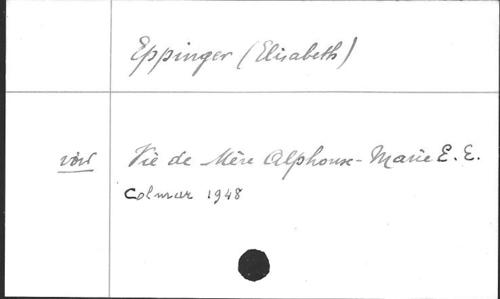 Eppinger (Elisabeth)
voir Vie de Mère Alphonse-Marie E. E.
Colmar 1948